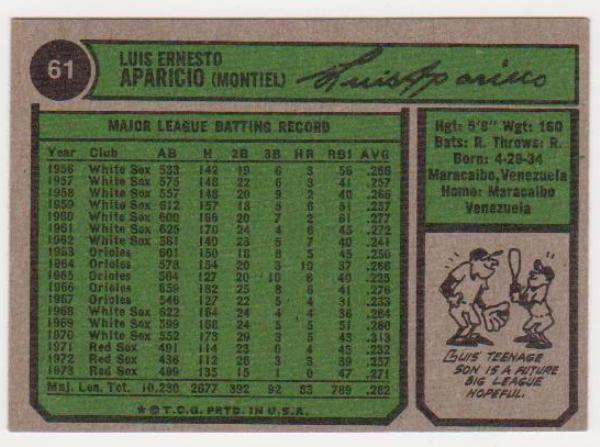 61
LUIS ERNESTO
APARICIO (MONTIEL)
Luis Aparicio
MAJOR LEAGUE BATTING RECORD
Year Club AB H 2B 3B HR RBI AVG
1956 White Sox 533 142 19 6 3 56 .266
1957 White Sox 575 148 22 6 3 41 .257
1958 White Sox 557 148 20 9 2 40 .266
1959 White Sox 612 157 18 5 6 51 .257
1960 White Sox 600 166 20 7 2 61 .277
1961 White Sox 625 170 24 4 6 45 .272
1962 White Sox 581 140 23 5 7 40 .241
1963 Orioles 601 150 18 8 5 45 .250
1964 Orioles 578 154 20 3 10 37 .266
1965 Orioles 564 127 20 10 8 40 .225
1966 Orioles 659 182 25 8 6 41 .276
1967 Orioles 546 127 22 5 4 31 .233
1968 White Sox 622 164 24 4 4 36 .264
1969 White Sox 599 168 24 5 5 51 .280
1970 White Sox 552 173 29 3 5 43 .313
1971 Red Sox 491 114 23 0 4 45 .232
1972 Red Sox 436 112 26 3 3 39 .257
1973 Red Sox 499 135 15 1 0 49 .271
Maj. Lea. Tot. 10,230 2677 392 92 83 789 .262
★ © T.C.G. PRTD. IN U.S.A.
Hgt: 5'8" Wgt: 160
Bats: R. Throws: R.
Born: 4-29-34
Maracaibo, Venezuela
Home: Maracaibo
Venezuela
LUIS' TEENAGE
SON IS A FUTURE
BIG LEAGUE
HOPEFUL.